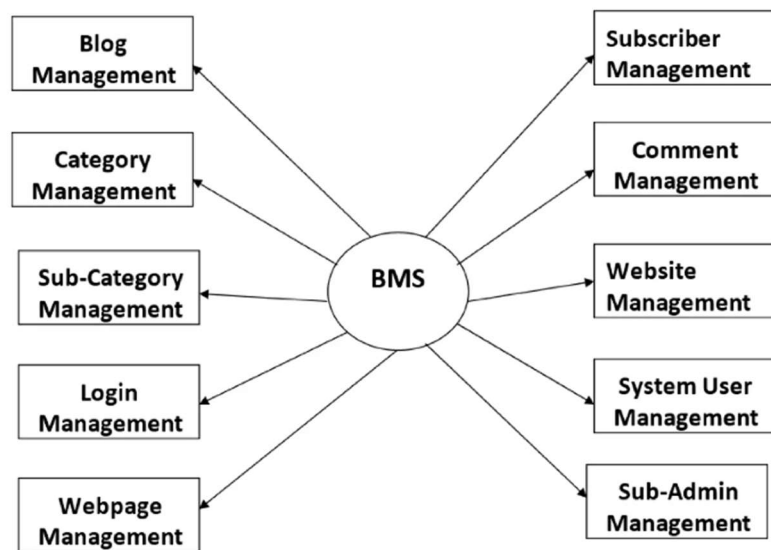 Blog
Management
Category
Management
Sub-Category
Management
Login
Management
Webpage
Management
BMS
Subscriber
Management
Comment
Management
Website
Management
System User
Management
Sub-Admin
Management